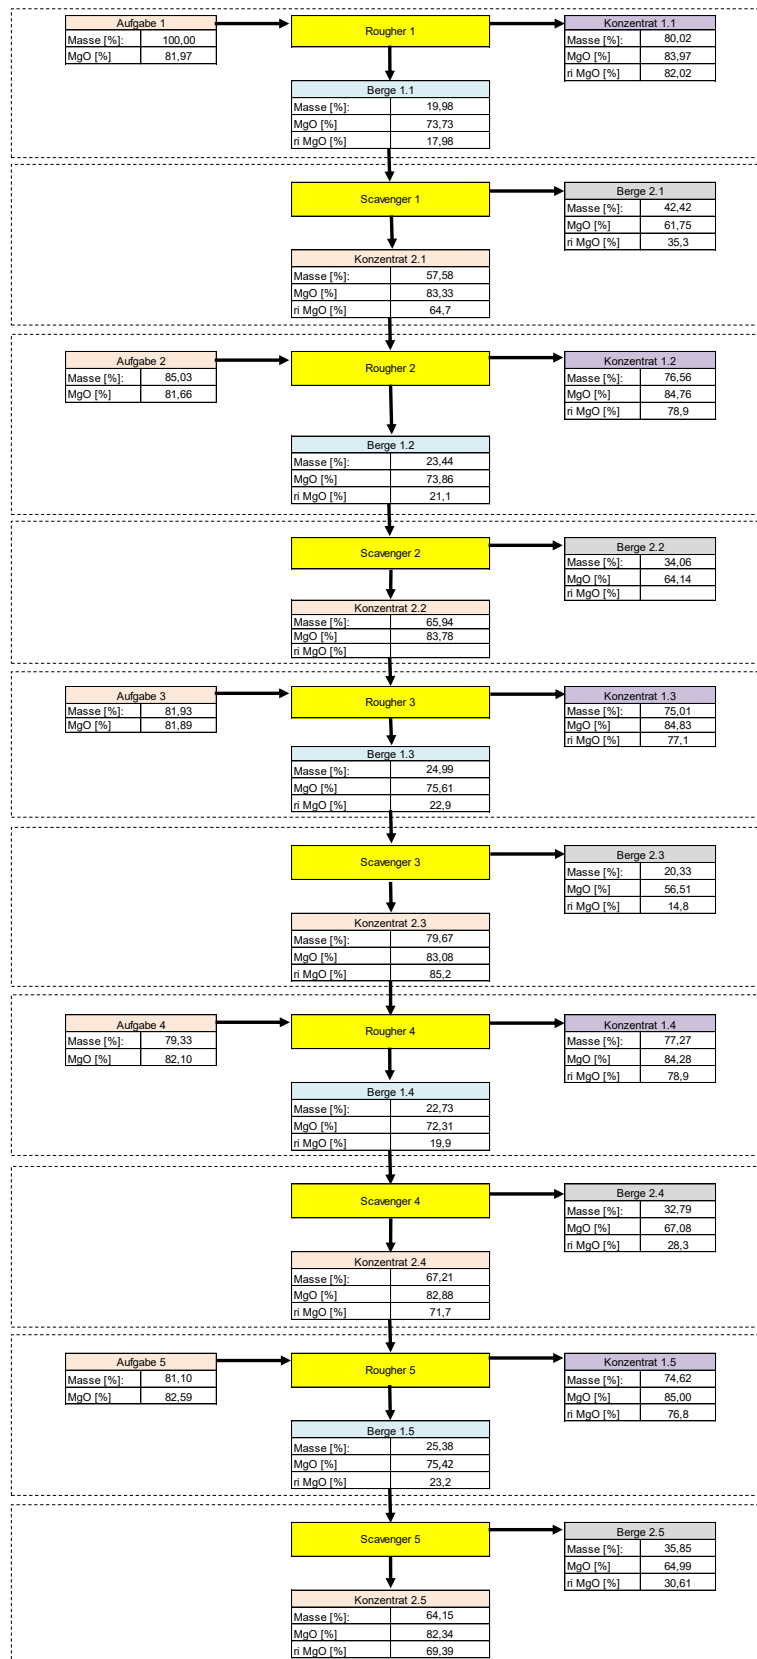 Aufgabe 1
Masse [%]: 100,00
MgO [%] 81,97
Rougher 1
Konzentrat 1.1
Masse [%]: 80,02
MgO [%] 83,97
ri MgO [%] 82,02
Berge 1.1
Masse [%]: 19,98
MgO [%] 73,73
ri MgO [%] 17,98
Scavenger 1
Berge 2.1
Masse [%]: 42,42
MgO [%] 61,75
ri MgO [%] 35,3
Konzentrat 2.1
Masse [%]: 57,58
MgO [%] 83,33
ri MgO [%] 64,7
Aufgabe 2
Masse [%]: 85,03
MgO [%] 81,66
Rougher 2
Konzentrat 1.2
Masse [%]: 76,56
MgO [%] 84,76
ri MgO [%] 78,9
Berge 1.2
Masse [%]: 23,44
MgO [%] 73,86
ri MgO [%] 21,1
Scavenger 2
Berge 2.2
Masse [%]: 34,06
MgO [%] 64,14
ri MgO [%]
Konzentrat 2.2
Masse [%]: 65,94
MgO [%] 83,78
ri MgO [%]
Aufgabe 3
Masse [%]: 81,93
MgO [%] 81,89
Rougher 3
Konzentrat 1.3
Masse [%]: 75,01
MgO [%] 84,83
ri MgO [%] 77,1
Berge 1.3
Masse [%]: 24,99
MgO [%] 75,61
ri MgO [%] 22,9
Scavenger 3
Berge 2.3
Masse [%]: 20,33
MgO [%] 56,51
ri MgO [%] 14,8
Konzentrat 2.3
Masse [%]: 79,67
MgO [%] 83,08
ri MgO [%] 85,2
Aufgabe 4
Masse [%]: 79,33
MgO [%] 82,10
Rougher 4
Konzentrat 1.4
Masse [%]: 77,27
MgO [%] 84,28
ri MgO [%] 78,9
Berge 1.4
Masse [%]: 22,73
MgO [%] 72,31
ri MgO [%] 19,9
Scavenger 4
Berge 2.4
Masse [%]: 32,79
MgO [%] 67,08
ri MgO [%] 28,3
Konzentrat 2.4
Masse [%]: 67,21
MgO [%] 82,88
ri MgO [%] 71,7
Aufgabe 5
Masse [%]: 81,10
MgO [%] 82,59
Rougher 5
Konzentrat 1.5
Masse [%]: 74,62
MgO [%] 85,00
ri MgO [%] 76,8
Berge 1.5
Masse [%]: 25,38
MgO [%] 75,42
ri MgO [%] 23,2
Scavenger 5
Berge 2.5
Masse [%]: 35,85
MgO [%] 64,99
ri MgO [%] 30,61
Konzentrat 2.5
Masse [%]: 64,15
MgO [%] 82,34
ri MgO [%] 69,39